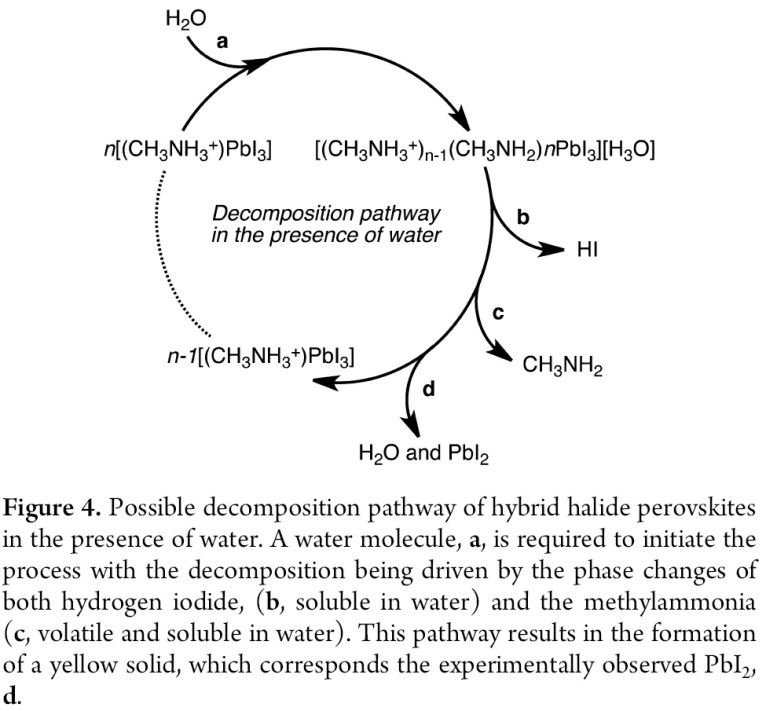 H₂O
a
n[(CH₃NH₃⁺)PbI₃] [(CH₃NH₃⁺)ₙ₋₁(CH₃NH₂)nPbI₃][H₃O]
Decomposition pathway
in the presence of water
b
HI
c
CH₃NH₂
n-1[(CH₃NH₃⁺)PbI₃]
d
H₂O and PbI₂
Figure 4. Possible decomposition pathway of hybrid halide perovskites
in the presence of water. A water molecule, a, is required to initiate the
process with the decomposition being driven by the phase changes of
both hydrogen iodide, (b, soluble in water) and the methylammonia
(c, volatile and soluble in water). This pathway results in the formation
of a yellow solid, which corresponds the experimentally observed PbI₂,
d.